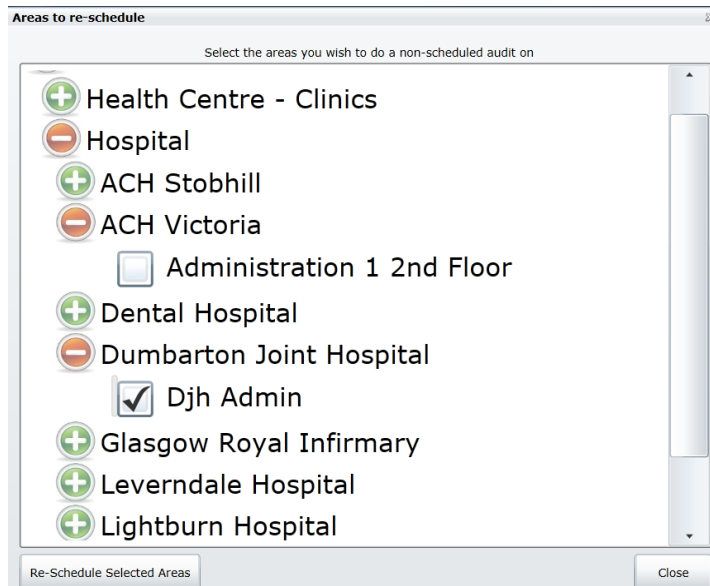 Areas to re-schedule
Select the areas you wish to do a non-scheduled audit on
Health Centre - Clinics
Hospital
ACH Stobhill
ACH Victoria
Administration 1 2nd Floor
Dental Hospital
Dumbarton Joint Hospital
Djh Admin
Glasgow Royal Infirmary
Leverndale Hospital
Lightburn Hospital
Re-Schedule Selected Areas
Close